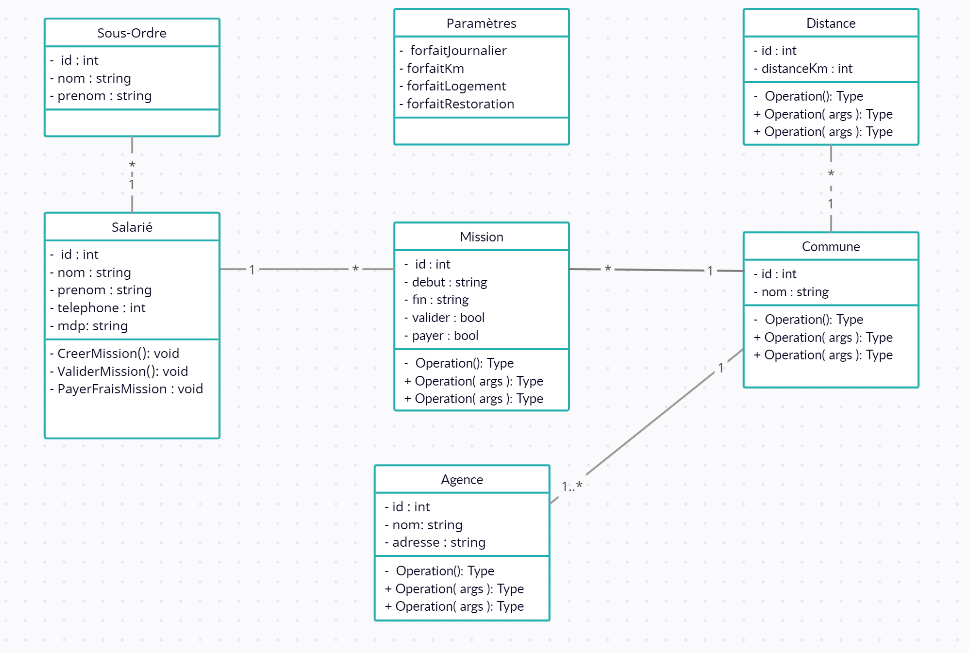 Sous-Ordre
-  id : int
- nom : string
- prenom : string
Paramètres
-  forfaitJournalier
- forfaitKm
- forfaitLogement
- forfaitRestoration
Distance
- id : int
- distanceKm : int
-  Operation(): Type
+ Operation( args ): Type
+ Operation( args ): Type
*
1
*
1
Salarié
-  id : int
- nom : string
- prenom : string
- telephone : int
- mdp: string
- CreerMission(): void
- ValiderMission(): void
- PayerFraisMission : void
1
*
Mission
-  id : int
- debut : string
- fin : string
- valider : bool
- payer : bool
-  Operation(): Type
+ Operation( args ): Type
+ Operation( args ): Type
*
1
Commune
- id : int
- nom : string
-  Operation(): Type
+ Operation( args ): Type
+ Operation( args ): Type
1
1..*
Agence
- id : int
- nom: string
- adresse : string
-  Operation(): Type
+ Operation( args ): Type
+ Operation( args ): Type